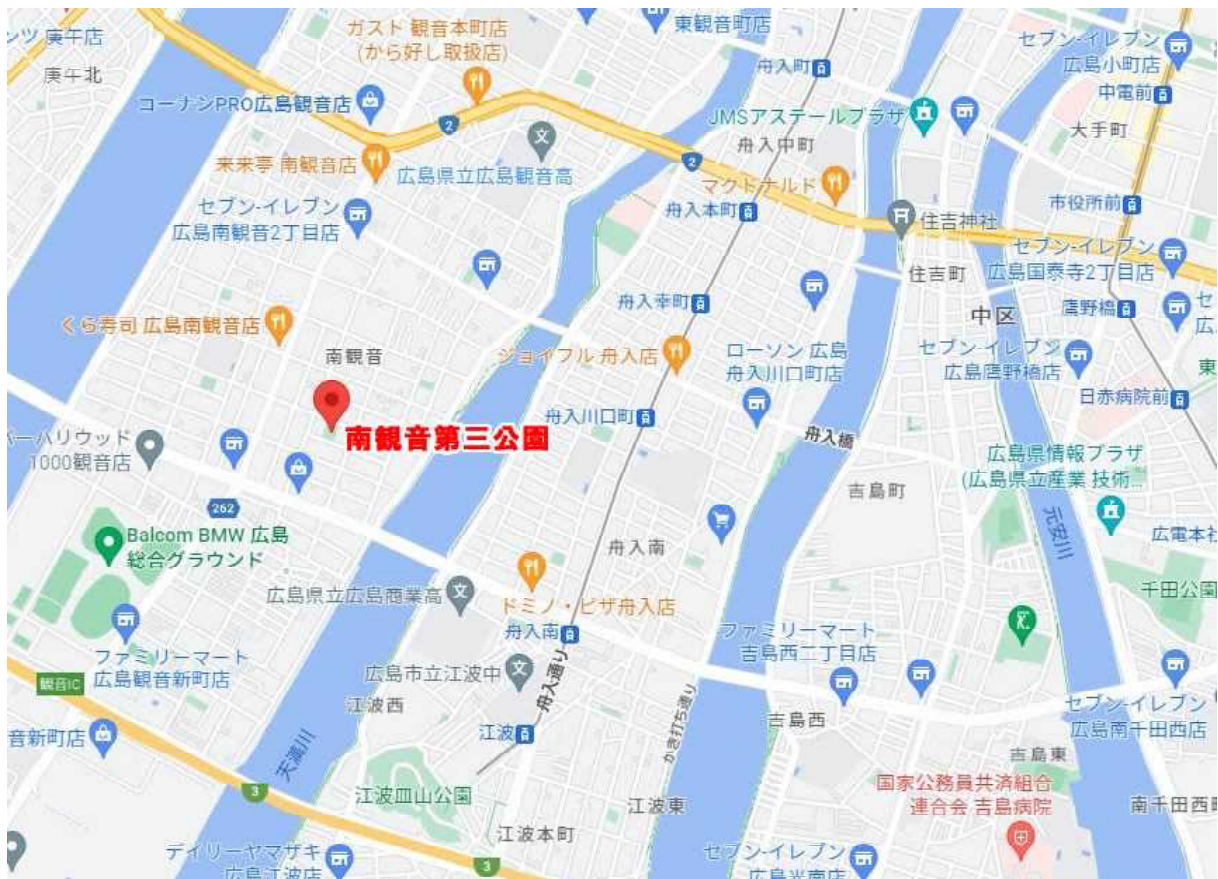 ガスト 観音本町店
(から好し取扱店)
東観音町店
ンツ 庚午店
庚午北
舟入町
セブン-イレブン
広島小町店
中電前
コーナンPRO広島観音店
JMSアステールプラザ
大手町
2
2
舟入中町
来来亭 南観音店
広島県立広島観音高
マクドナルド
セブン-イレブン
広島南観音2丁目店
舟入本町
市役所前
住吉神社
住吉町
セブン-イレブン
広島国泰寺2丁目店
舟入幸町
中区
鷹野橋
セ
広
くら寿司 広島南観音店
南観音
ジョイフル 舟入店
ローソン 広島
舟入川口町店
セブン-イレブン
広島鷹野橋店
東
日赤病院前
舟入川口町
南観音第三公園
舟入橋
ーハリウッド
1000観音店
広島県情報プラザ
(広島県立産業 技術...
吉島町
262
元安川
Balcom BMW 広島
総合グラウンド
舟入南
広電本社
千田公園
広島県立広島商業高
ドミノ・ピザ舟入店
舟入南
ファミリーマート
吉島西二丁目店
ファミリーマート
広島観音新町店
広島市立江波中
舟入通り
観音IC
江波西
かき打ち通り
吉島西
セブン-イレブン
広島南千田西店
音新町店
江波
天満川
吉島東
3
江波皿山公園
江波東
国家公務員共済組合
連合会 吉島病院
南千田西町
江波本町
デイリーヤマザキ
広島江波店
3
セブン-イレブン
広島光南店